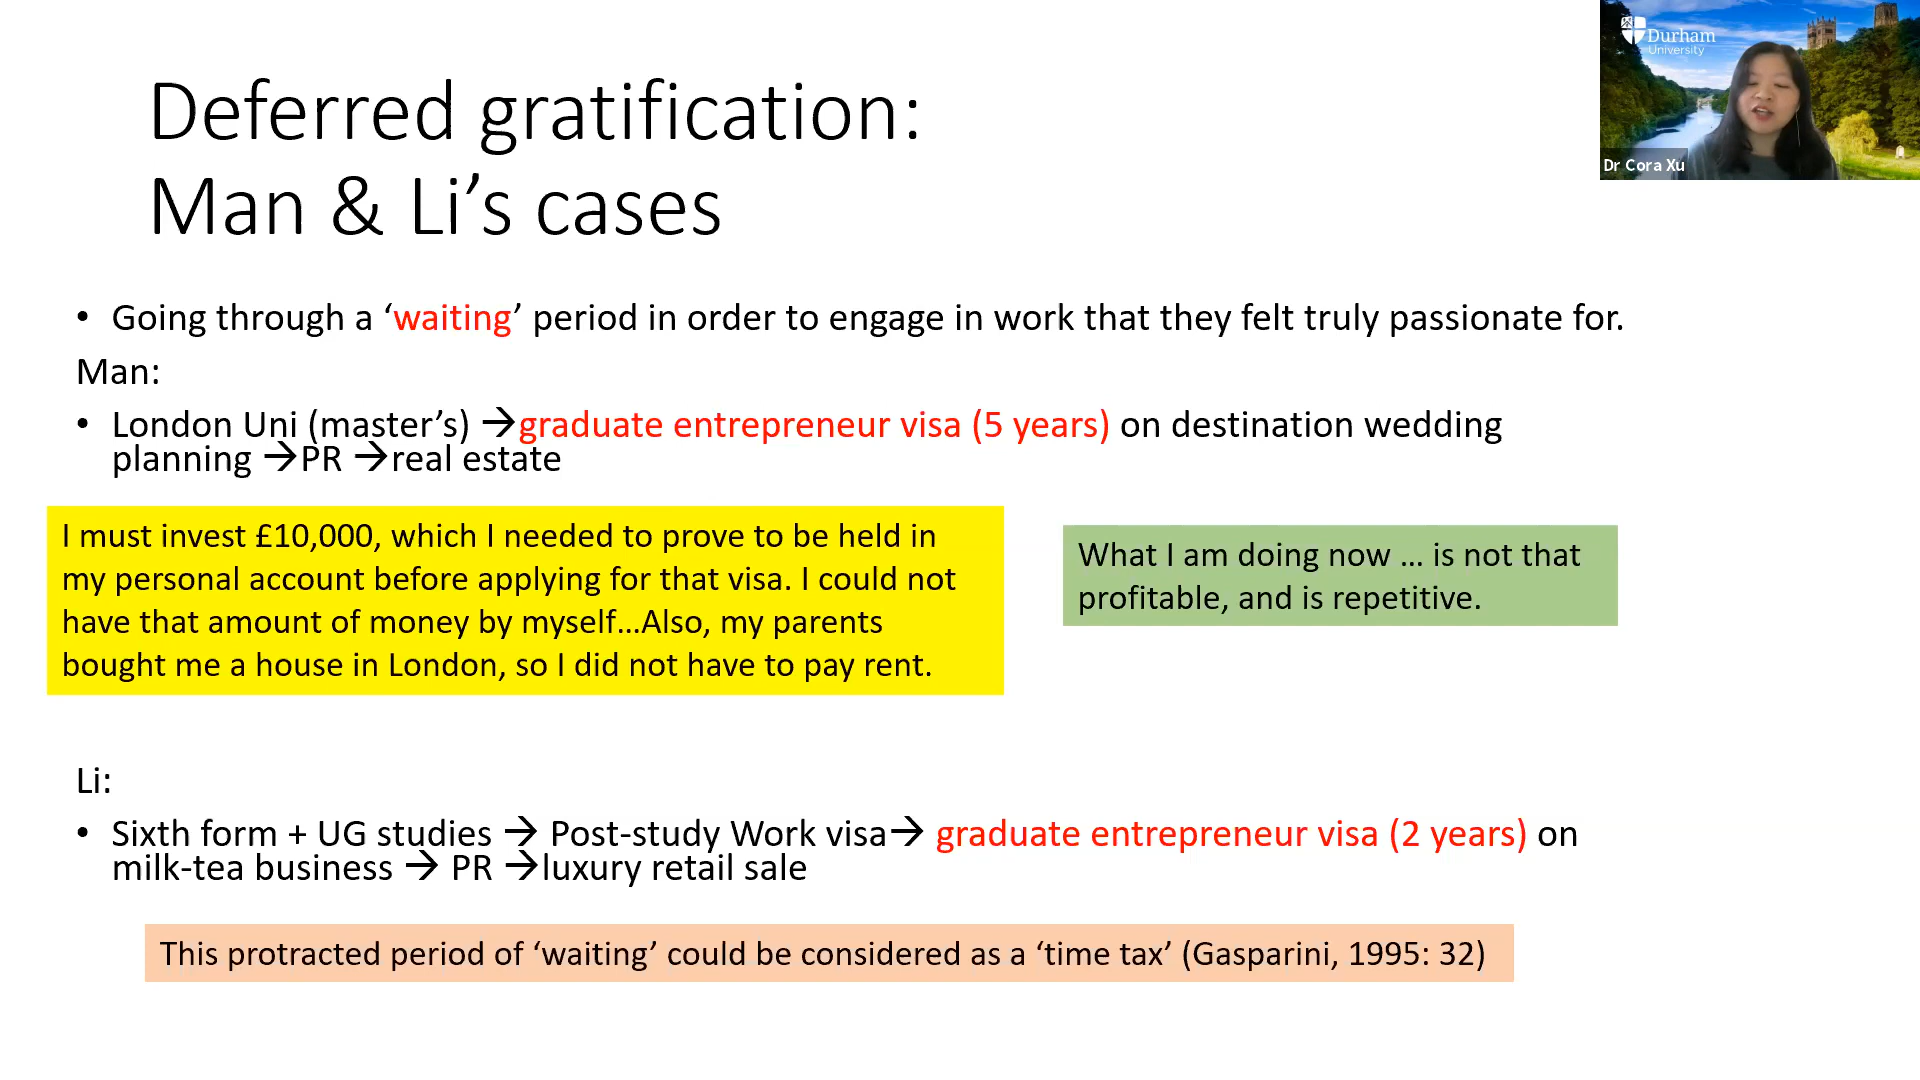 Durham
University
Dr Cora Xu
Deferred gratification:
Man & Li’s cases
• Going through a ‘waiting’ period in order to engage in work that they felt truly passionate for.
Man:
• London Uni (master’s) →graduate entrepreneur visa (5 years) on destination wedding
planning →PR →real estate
I must invest £10,000, which I needed to prove to be held in
my personal account before applying for that visa. I could not
have that amount of money by myself…Also, my parents
bought me a house in London, so I did not have to pay rent.
What I am doing now … is not that
profitable, and is repetitive.
Li:
• Sixth form + UG studies → Post-study Work visa→ graduate entrepreneur visa (2 years) on
milk-tea business → PR →luxury retail sale
This protracted period of ‘waiting’ could be considered as a ‘time tax’ (Gasparini, 1995: 32)